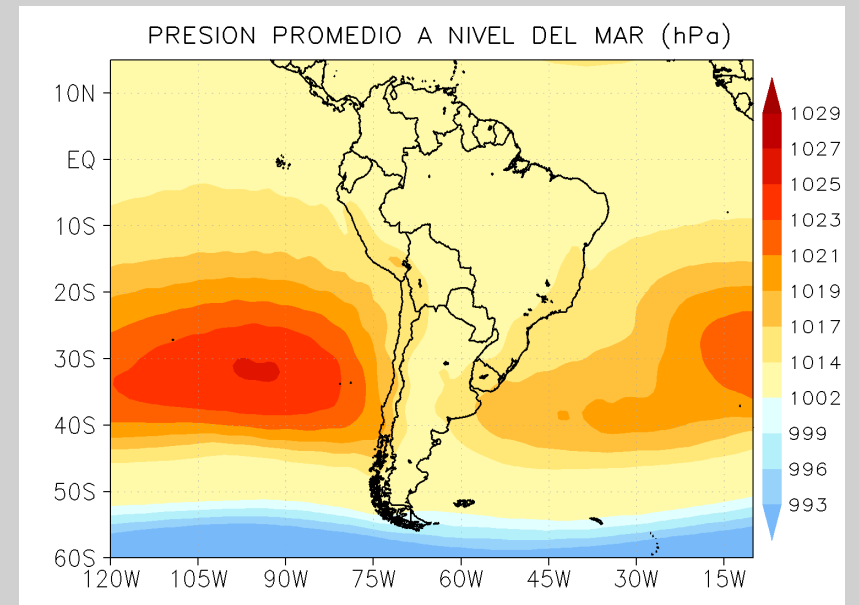 PRESION PROMEDIO A NIVEL DEL MAR (hPa)
10N
EQ
10S
20S
30S
40S
50S
60S
120W 105W 90W 75W 60W 45W 30W 15W
1029
1027
1025
1023
1021
1019
1017
1014
1002
999
996
993